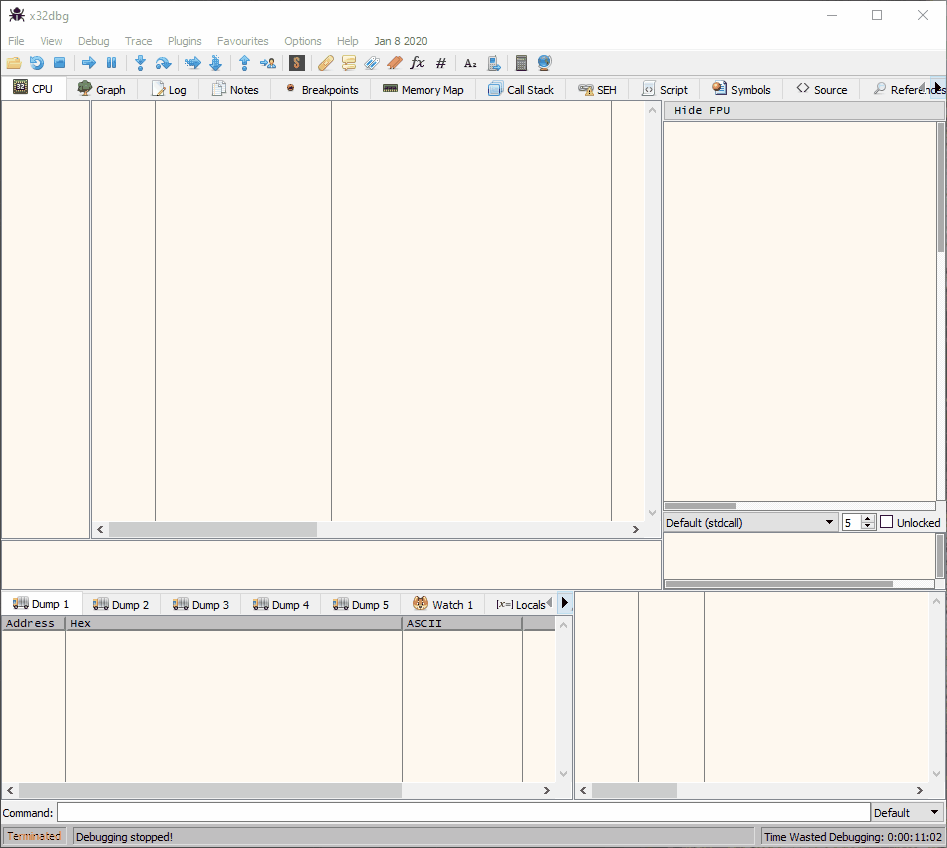 x32dbg
File View Debug Trace Plugins Favourites Options Help Jan 8 2020
$ fx # Az
CPU Graph Log Notes Breakpoints Memory Map Call Stack SEH Script Symbols Source References
Hide FPU
Default (stdcall) 5 Unlocked
Dump 1 Dump 2 Dump 3 Dump 4 Dump 5 Watch 1 [x=] Locals
Address Hex ASCII
Command: Default
Terminated Debugging stopped! Time Wasted Debugging: 0:00:11:02